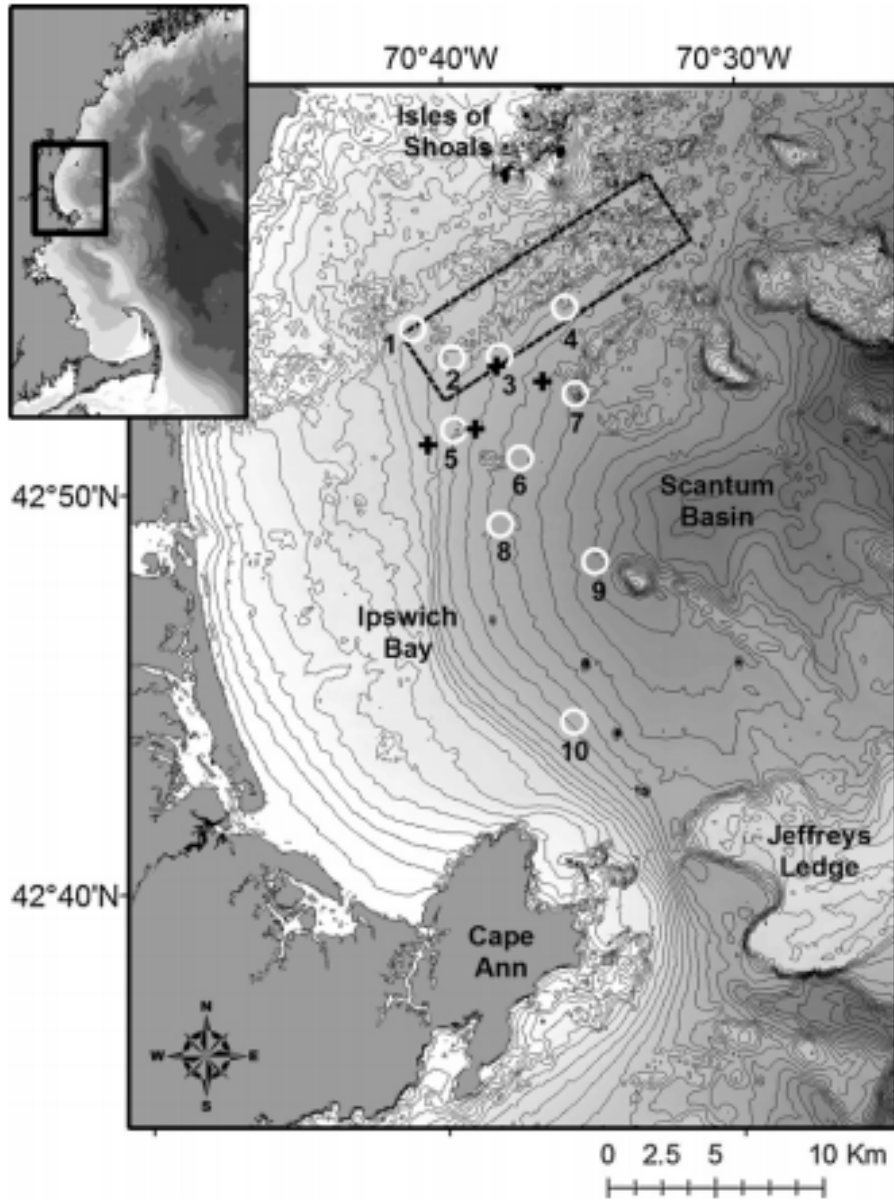 70°40'W 70°30'W
Isles of
Shoals
1
2
3
4
5
6
7
8
9
10
42°50'N
Scantum
Basin
Ipswich
Bay
Jeffreys
Ledge
42°40'N
Cape
Ann
N
W E
S
0 2.5 5 10 Km